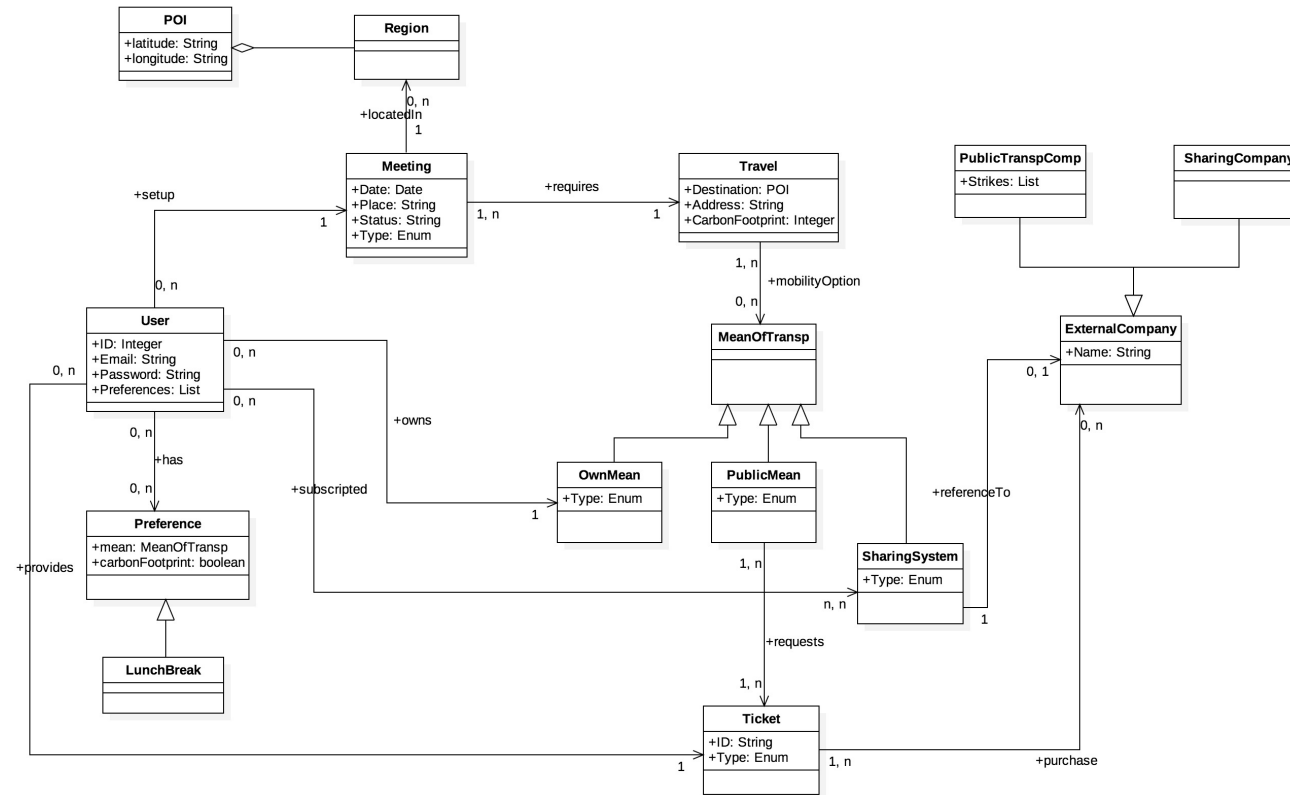 POI
+latitude: String
+longitude: String
Region
0, n
+locatedIn
1
Meeting
+Date: Date
+Place: String
+Status: String
+Type: Enum
+setup
1
0, n
+requires
1, n
1
Travel
+Destination: POI
+Address: String
+CarbonFootprint: Integer
PublicTranspComp
+Strikes: List
SharingCompany
1, n
+mobilityOption
0, n
MeanOfTransp
ExternalCompany
+Name: String
0, 1
0, n
User
+ID: Integer
+Email: String
+Password: String
+Preferences: List
0, n
0, n
0, n
0, n
+has
0, n
+owns
1
+subscripted
n, n
OwnMean
+Type: Enum
PublicMean
+Type: Enum
SharingSystem
+Type: Enum
+referenceTo
1
Preference
+mean: MeanOfTransp
+carbonFootprint: boolean
+provides
LunchBreak
1, n
+requests
1, n
Ticket
+ID: String
+Type: Enum
1
1, n
+purchase